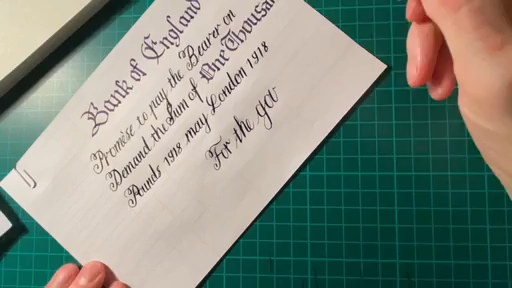 Bank of England
Promise to pay the Bearer on
Demand the Sum of One Thousan
Pounds 1918 may London 1918
For the gov